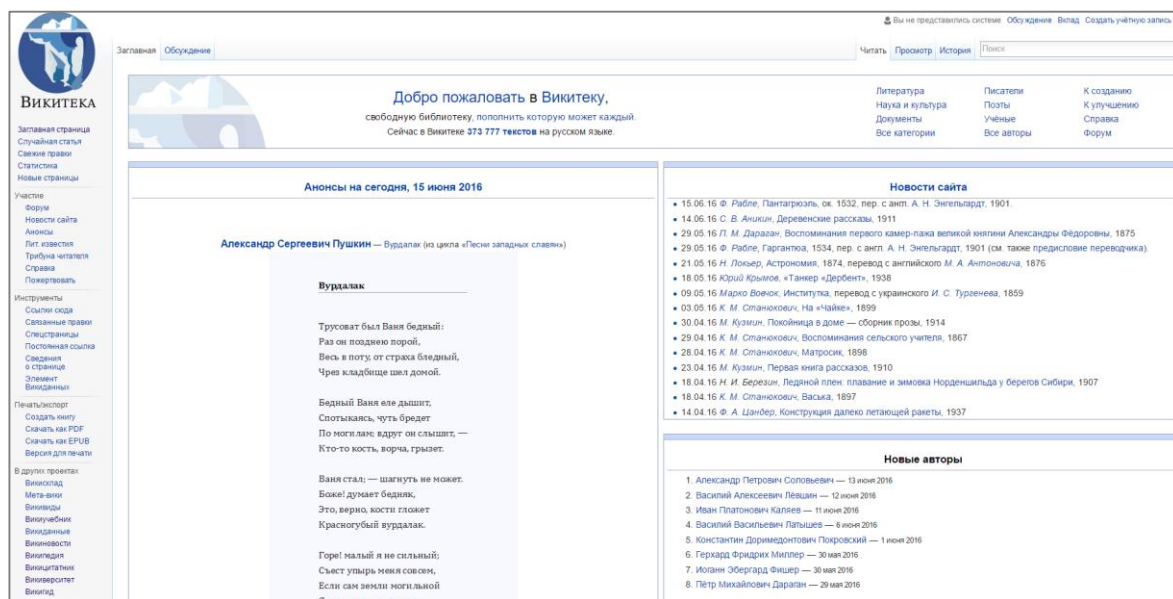 Вы не представились системе Обсуждение Вклад Создать учётную запись
Заглавная Обсуждение
Читать Просмотр История Поиск
ВИКИТЕКА
Заглавная страница
Случайная статья
Свежие правки
Статистика
Новые страницы
Участие
Форум
Новости сайта
Анонсы
Лит. известия
Трибуна читателя
Справка
Пожертвовать
Инструменты
Ссылки сюда
Связанные правки
Спецстраницы
Постоянная ссылка
Сведения
о странице
Элемент
Викиданных
Печать/экспорт
Создать книгу
Скачать как PDF
Скачать как EPUB
Версия для печати
В других проектах
Викисклад
Мета-вики
Викивиды
Викиучебник
Викиданные
Викиновости
Википедия
Викицитатник
Викиверситет
Викигид
Добро пожаловать в Викитеку,
свободную библиотеку, пополнить которую может каждый.
Сейчас в Викитеке 373 777 текстов на русском языке.
Литература Писатели К созданию
Наука и культура Поэты К улучшению
Документы Учёные Справка
Все категории Все авторы Форум
Анонсы на сегодня, 15 июня 2016
Александр Сергеевич Пушкин — Вурдалак (из цикла «Песни западных славян»)
Вурдалак
Трусоват был Ваня бедный:
Раз он позднею порой,
Весь в поту, от страха бледный,
Чрез кладбище шел домой.
Бедный Ваня еле дышит,
Спотыкаясь, чуть бредет
По могилам; вдруг он слышит, —
Кто-то кость, ворча, грызет.
Ваня стал; — шагнуть не может.
Боже! думает бедняк,
Это, верно, кости гложет
Красногубый вурдалак.
Горе! малый я не сильный;
Съест упырь меня совсем,
Если сам земли могильной
Новости сайта
15.06.16 Ф. Рабле, Пантагрюэль, ок. 1532, пер. с англ. А. Н. Энгельгардт, 1901.
14.06.16 С. В. Аникин, Деревенские рассказы, 1911
29.05.16 П. М. Дараган, Воспоминания первого камер-пажа великой княгини Александры Фёдоровны, 1875
29.05.16 Ф. Рабле, Гаргантюа, 1534, пер. с англ. А. Н. Энгельгардт, 1901 (см. также предисловие переводчика).
21.05.16 Н. Локьер, Астрономия, 1874, перевод с английского М. А. Антоновича, 1876
18.05.16 Юрий Крымов, «Танкер «Дербент», 1938
09.05.16 Марко Вовчок, Институтка, перевод с украинского И. С. Тургенева, 1859
03.05.16 К. М. Станюкович, На «Чайке», 1899
30.04.16 М. Кузмин, Покойница в доме — сборник прозы, 1914
29.04.16 К. М. Станюкович, Воспоминания сельского учителя, 1867
28.04.16 К. М. Станюкович, Матросик, 1898
23.04.16 М. Кузмин, Первая книга рассказов, 1910
18.04.16 Н. И. Березин, Ледяной плен: плавание и зимовка Норденшильда у берегов Сибири, 1907
18.04.16 К. М. Станюкович, Васька, 1897
14.04.16 Ф. А. Цандер, Конструкция далеко летающей ракеты, 1937
Новые авторы
1. Александр Петрович Соловьевич — 13 июня 2016
2. Василий Алексеевич Лёвшин — 12 июня 2016
3. Иван Платонович Каляев — 11 июня 2016
4. Василий Васильевич Латышев — 6 июня 2016
5. Константин Доримедонтович Покровский — 1 июня 2016
6. Герхард Фридрих Миллер — 30 мая 2016
7. Иоганн Эбергард Фишер — 30 мая 2016
8. Пётр Михайлович Дараган — 29 мая 2016